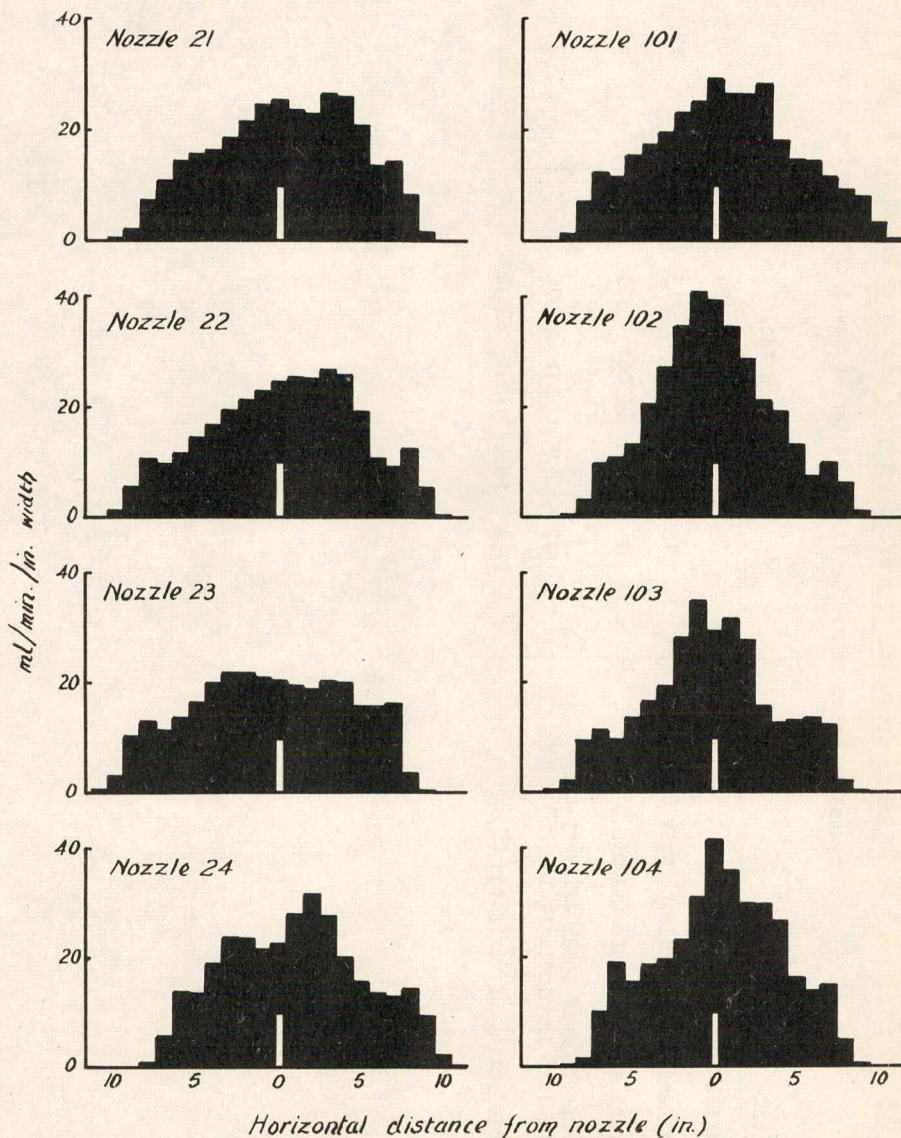 40
Nozzle 21
Nozzle 101
20
0
40
Nozzle 22
Nozzle 102
20
0
40
Nozzle 23
Nozzle 103
20
0
40
Nozzle 24
Nozzle 104
20
0
10 5 0 5 10
10 5 0 5 10
ml/min./in. width
Horizontal distance from nozzle (in.)